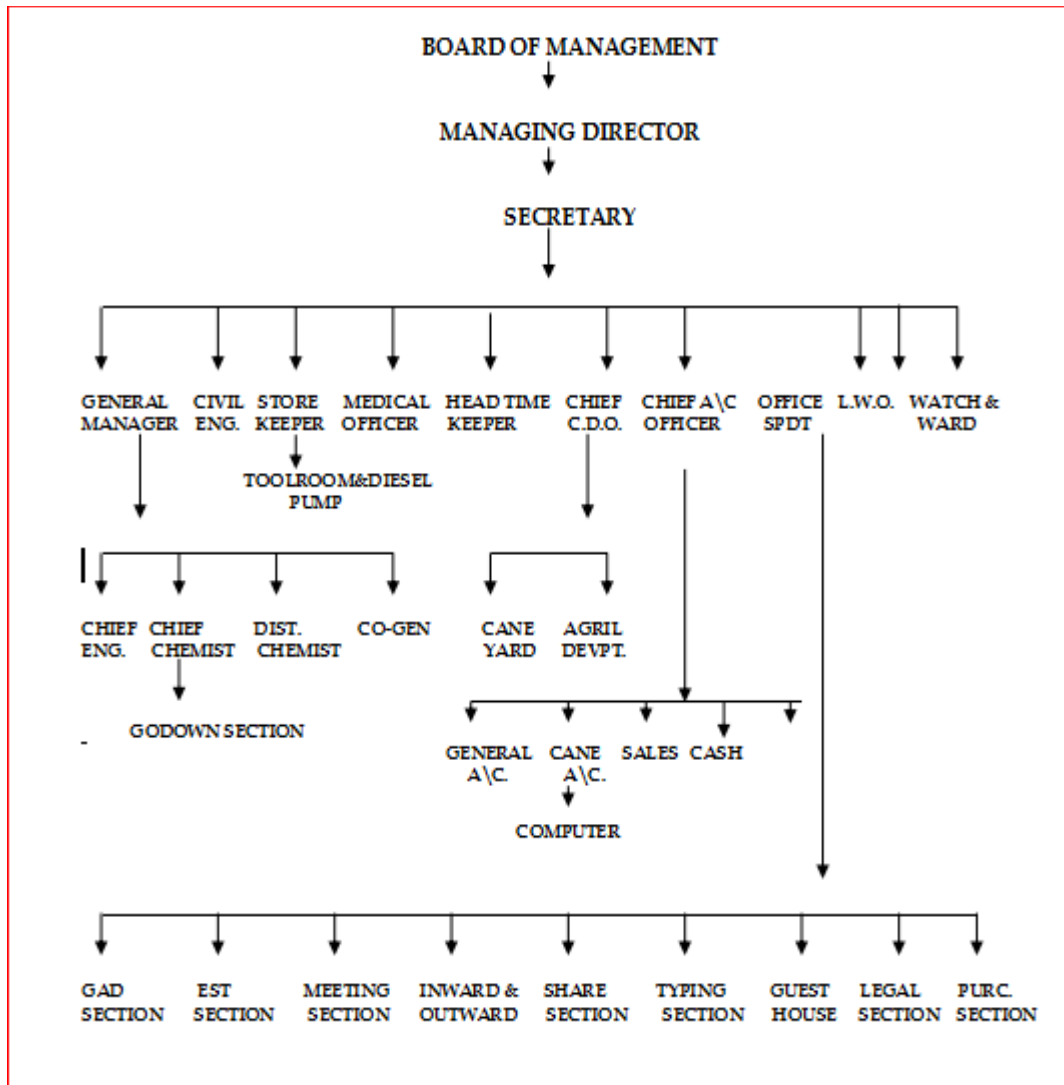 BOARD OF MANAGEMENT
MANAGING DIRECTOR
SECRETARY
GENERAL CIVIL STORE MEDICAL HEAD TIME CHIEF CHIEF A\C OFFICE L.W.O. WATCH &
MANAGER ENG. KEEPER OFFICER KEEPER C.D.O. OFFICER SPDT WARD
TOOLROOM&DIESEL
PUMP
CHIEF CHIEF DIST. CO-GEN CANE AGRIL
ENG. CHEMIST CHEMIST YARD DEVPT.
GODOWN SECTION
-
GENERAL CANE SALES CASH
A\C. A\C.
COMPUTER
GAD EST MEETING INWARD & SHARE TYPING GUEST LEGAL PURC.
SECTION SECTION SECTION OUTWARD SECTION SECTION HOUSE SECTION SECTION